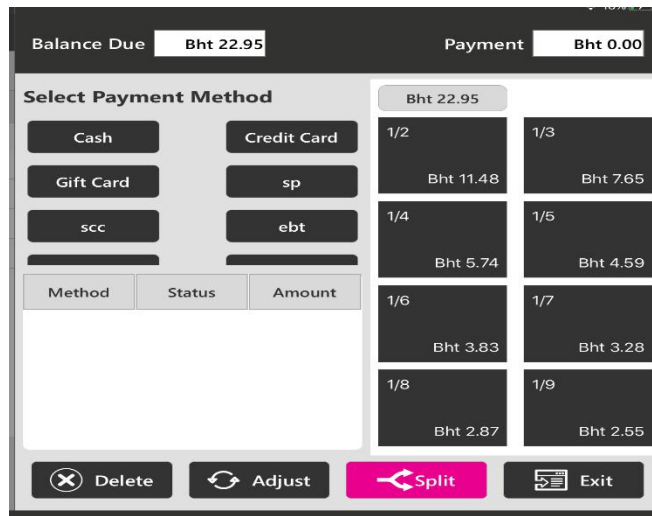 Balance Due Bht 22.95 Payment Bht 0.00
Select Payment Method
Cash Credit Card
Gift Card sp
scc ebt
Method Status Amount
Bht 22.95
1/2 1/3
Bht 11.48 Bht 7.65
1/4 1/5
Bht 5.74 Bht 4.59
1/6 1/7
Bht 3.83 Bht 3.28
1/8 1/9
Bht 2.87 Bht 2.55
Delete Adjust Split Exit